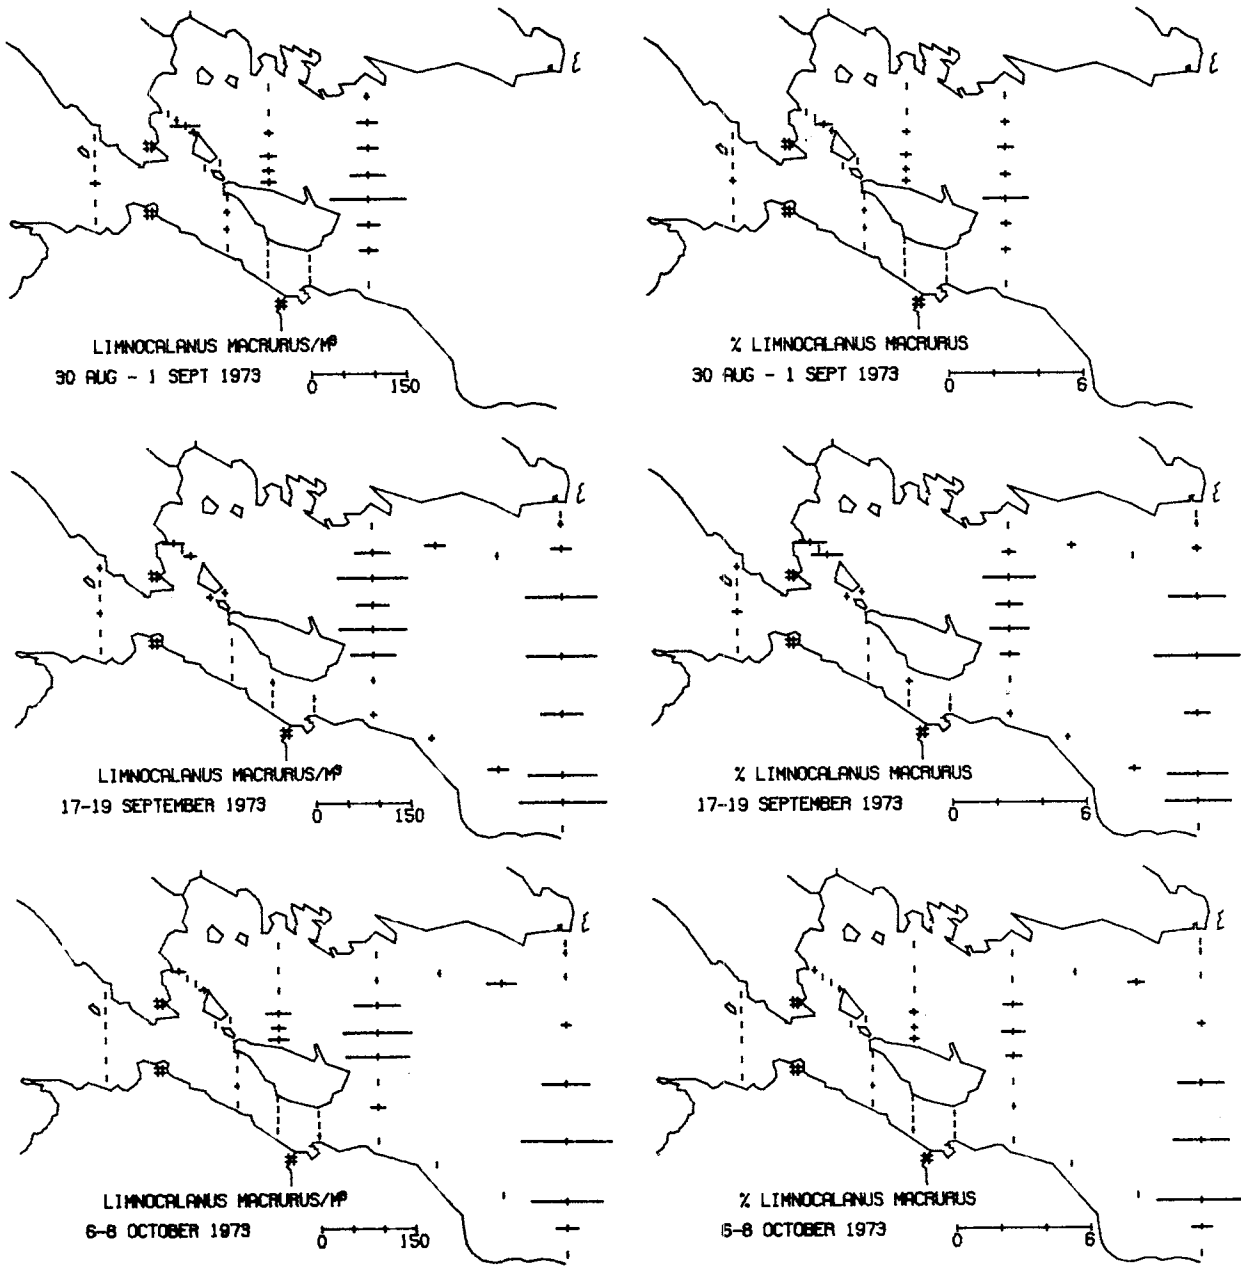 LIMNOCALANUS MACRURUS/M³
30 AUG - 1 SEPT 1973
0 150
% LIMNOCALANUS MACRURUS
30 AUG - 1 SEPT 1973
0 6
LIMNOCALANUS MACRURUS/M³
17-19 SEPTEMBER 1973
0 150
% LIMNOCALANUS MACRURUS
17-19 SEPTEMBER 1973
0 6
LIMNOCALANUS MACRURUS/M³
6-8 OCTOBER 1973
0 150
% LIMNOCALANUS MACRURUS
6-8 OCTOBER 1973
0 6